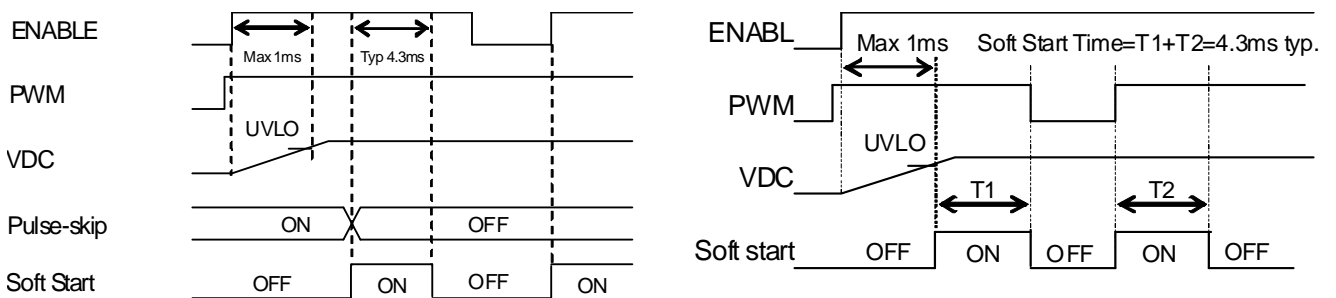 ENABLE
Max 1ms
Typ 4.3ms
PWM
UVLO
VDC
Pulse-skip
ON
OFF
Soft Start
OFF
ON
OFF
ON
ENABL
Max 1ms
Soft Start Time=T1+T2=4.3ms typ.
PWM
UVLO
VDC
T1
T2
Soft start
OFF
ON
OFF
ON
OFF